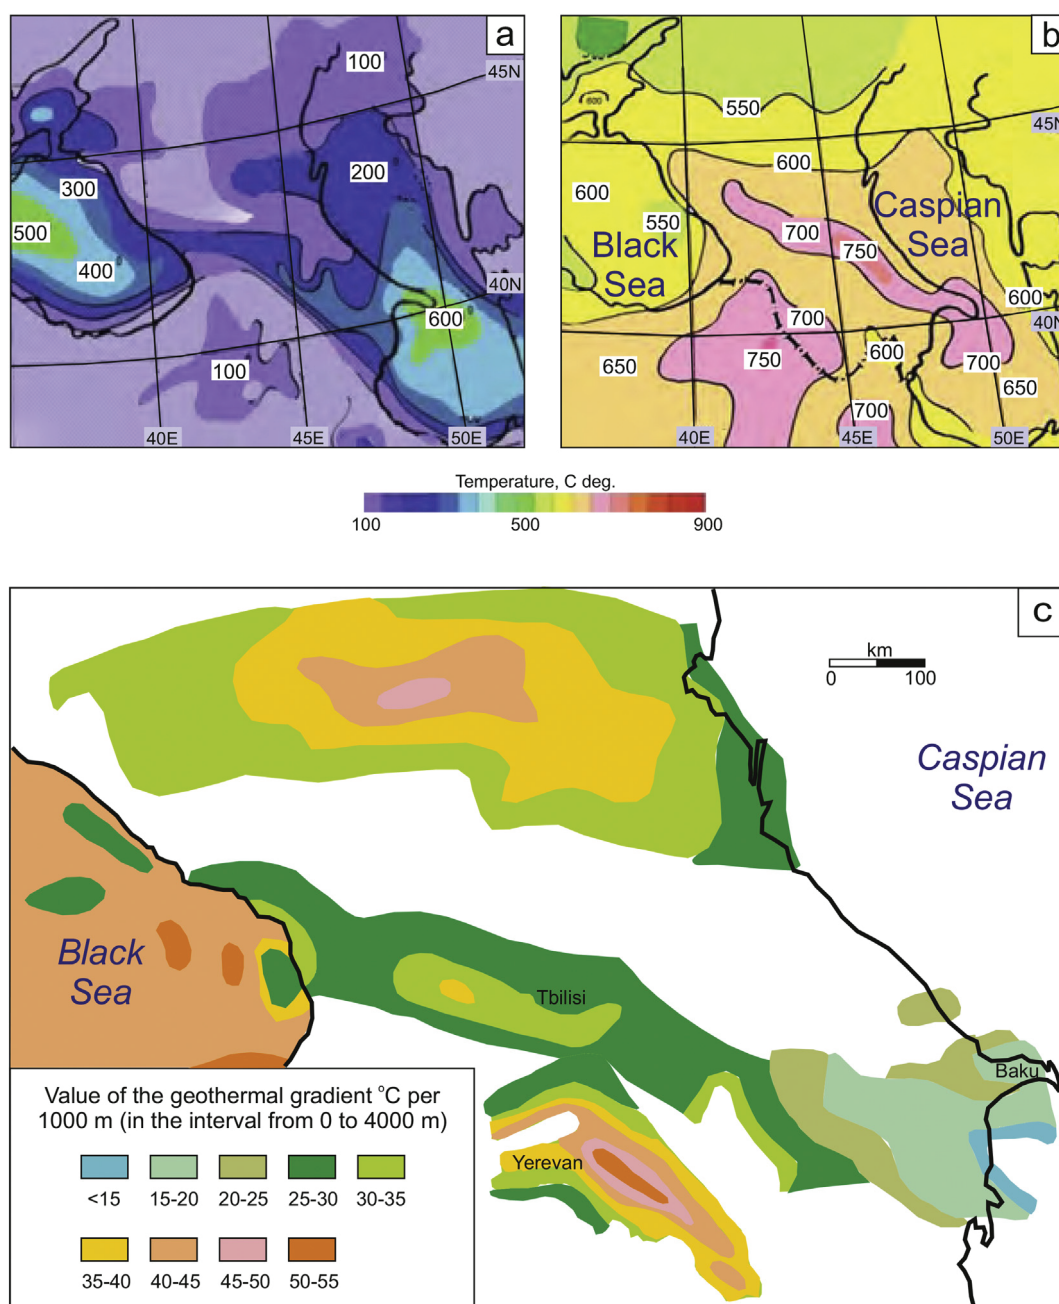 a
100
45N
200
300
500
400
40N
600
100
40E
45E
50E
b
550
45N
600
600
600
550
Caspian
Sea
Black
Sea
700
750
600
40N
700
600
650
750
700
650
700
40E
45E
50E
Temperature, C deg.
100
500
900
c
km
0
100
Caspian
Sea
Black
Sea
Tbilisi
Baku
Yerevan
Value of the geothermal gradient °C per
1000 m (in the interval from 0 to 4000 m)
<15
15-20
20-25
25-30
30-35
35-40
40-45
45-50
50-55